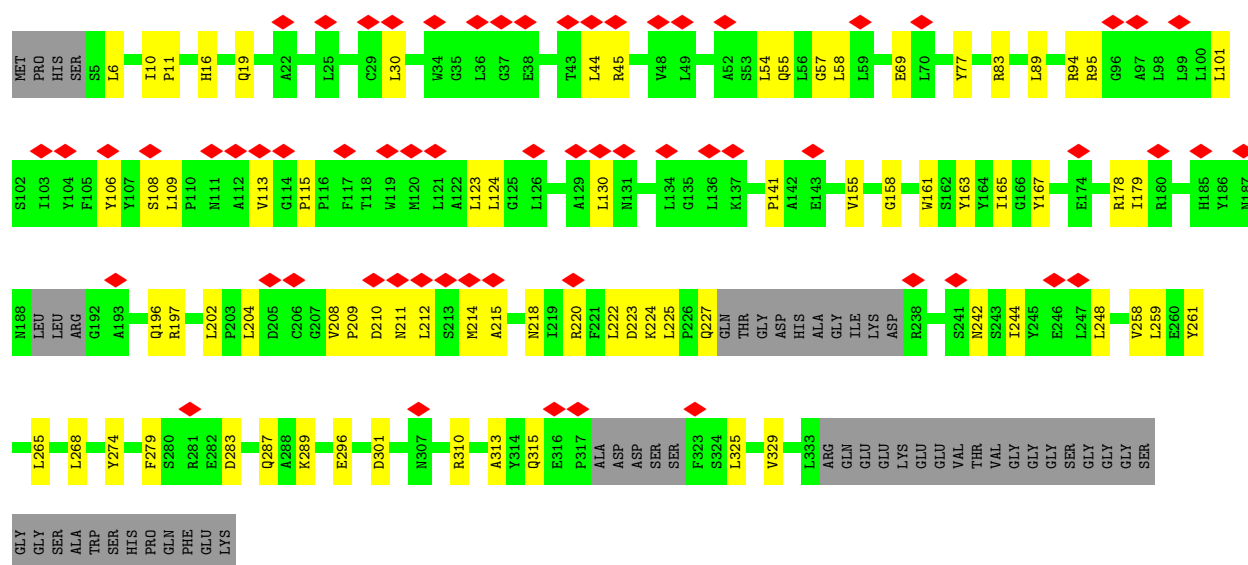 MET PRO HIS SER S5 L6 I10 P11 H16 Q19 A22 L25 C29 L30 W34 G35 L36 G37 E38 T43 L44 R45 V48 L49 A52 S53 L54 Q55 L56 G57 L58 L59 E69 L70 Y77 R83 L89 R94 R95 G96 A97 L98 L99 L100 L101
S102 I103 Y104 F105 Y106 Y107 S108 L109 P110 N111 A112 V113 G114 P115 P116 F117 T118 W119 M120 L121 A122 L123 L124 G125 L126 A129 L130 N131 L134 G135 L136 K137 P141 A142 E143 V155 G158 W161 S162 Y163 Y164 I165 G166 Y167 E174 R178 I179 R180 H185 Y186 N187
N188 LEU LEU ARG G192 A193 Q196 R197 L202 P203 L204 D205 C206 G207 V208 P209 D210 N211 L212 S213 M214 A215 N218 I219 R220 F221 L222 D223 K224 L225 P226 Q227 GLN THR GLY ASP HIS ALA GLY ILE LYS ASP R238 S241 N242 S243 I244 Y245 E246 L247 L248 V258 L259 E260 Y261
L265 L268 Y274 F279 S280 R281 E282 D283 Q287 A288 K289 E296 D301 N307 R310 A313 Y314 Q315 E316 P317 ALA ASP ASP SER SER F323 S324 L325 V329 L333 ARG GLN GLU GLU LYS GLU GLU VAL THR VAL GLY GLY GLY SER GLY GLY GLY SER
GLY GLY SER ALA TRP SER HIS PRO GLN PHE GLU LYS